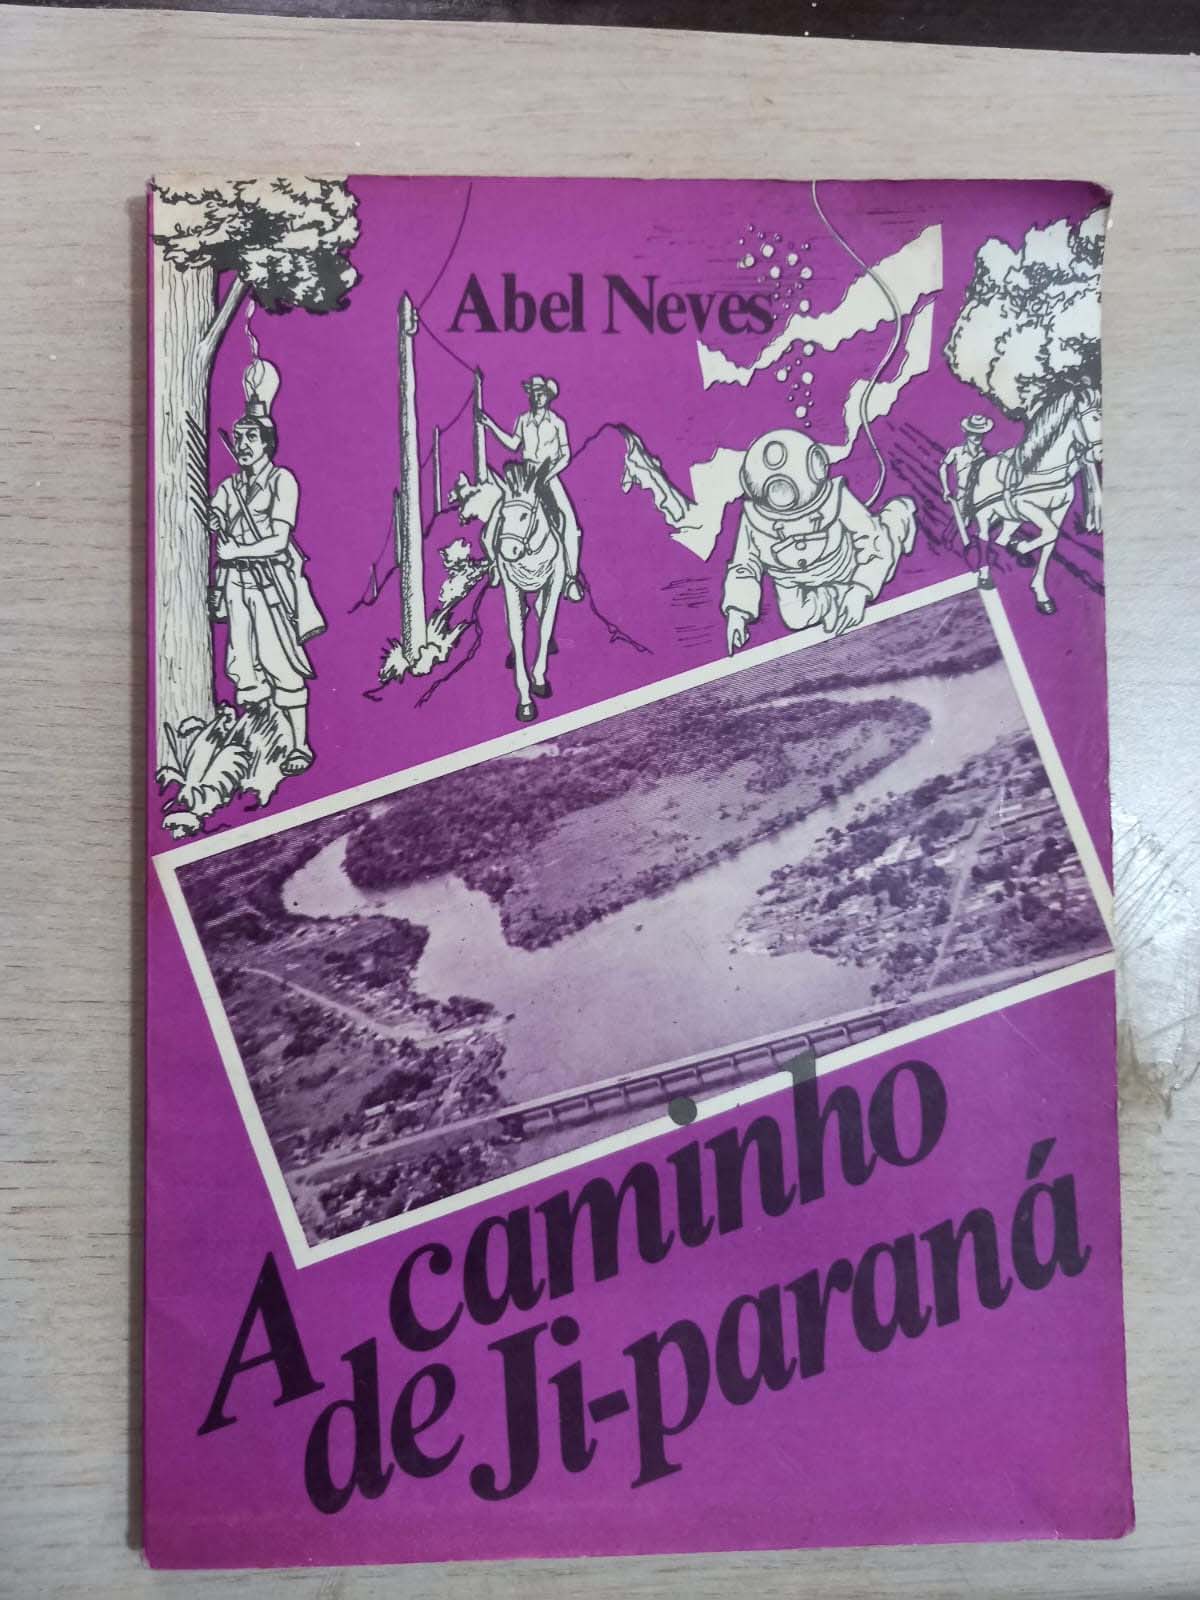 Abel Neves
A caminho
de Ji-paraná